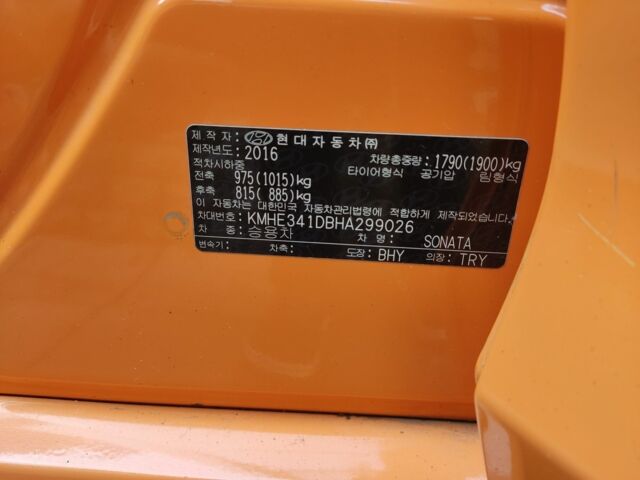 제 작 자 : 현대자동차㈜
제작년도: 2016 차량총중량: 1790(1900)kg
적차시하중 타이어형식 공기압 림형식
전축 975(1015)kg
후축 815( 885)kg
이 자동차는 대한민국 자동차관리법령에 적합하게 제작되었습니다.
차대번호: KMHE341DBHA299026
차 종: 승용차 차 명: SONATA
변속기: 차축: 도장: BHY 의장: TRY